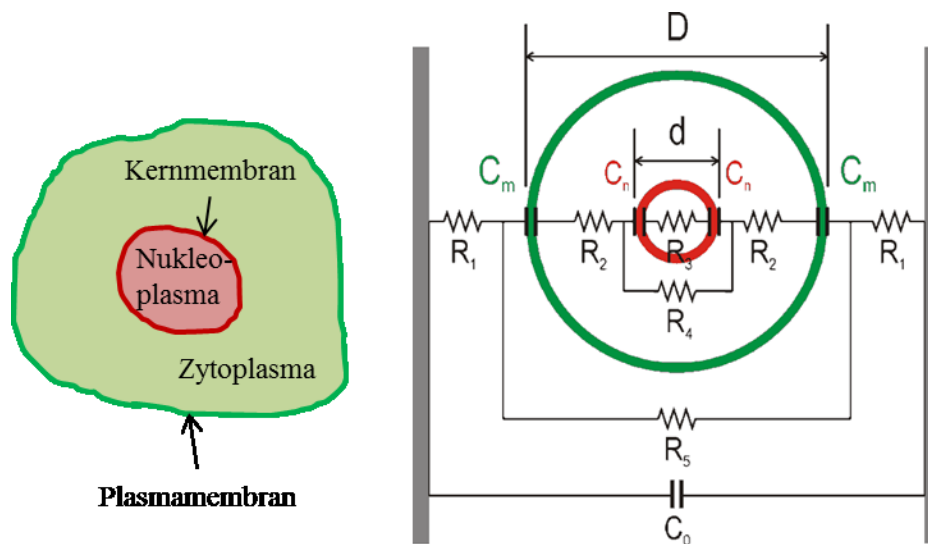 Kernmembran
Nukleo-
plasma
Zytoplasma
Plasmamembran
D
d
Cm
Cn
Cn
Cm
R1
R2
R3
R2
R1
R4
R5
C0